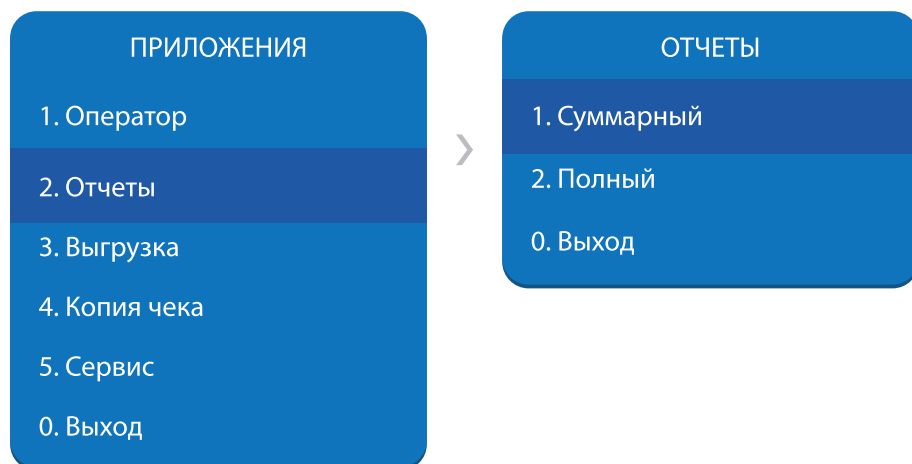 ПРИЛОЖЕНИЯ
1. Оператор
2. Отчеты
3. Выгрузка
4. Копия чека
5. Сервис
0. Выход
ОТЧЕТЫ
1. Суммарный
2. Полный
0. Выход